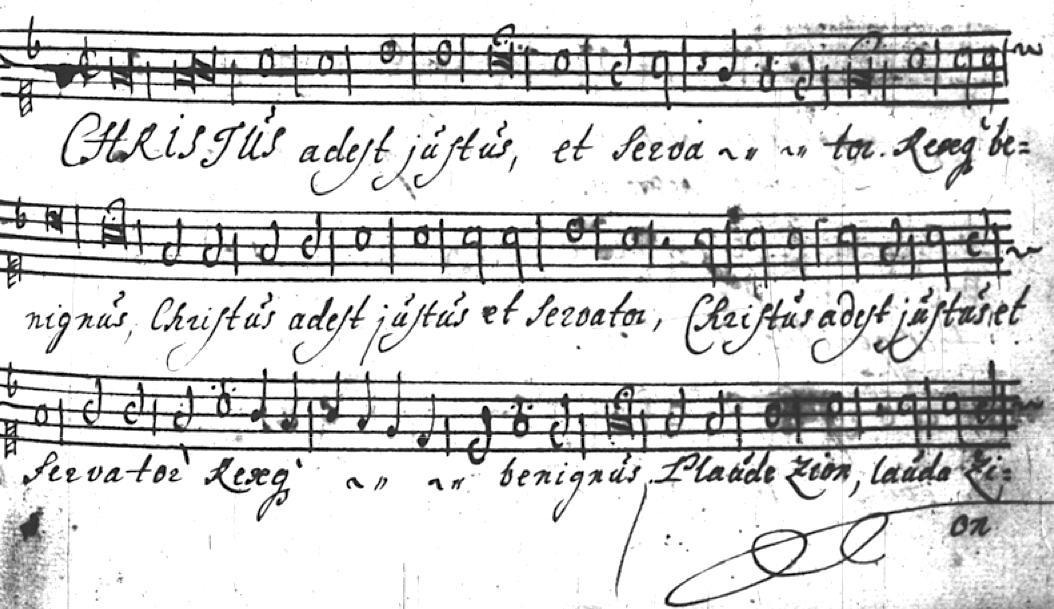 CHRISTUS adest justus, et serva ~ " ~ " tor. Rexq' be=
nignus, Christus adest justus et servator, Christus adest justus et
servator Rexq' ~ " ~ " benignus. Plaude Zion, lauda Zi=
on